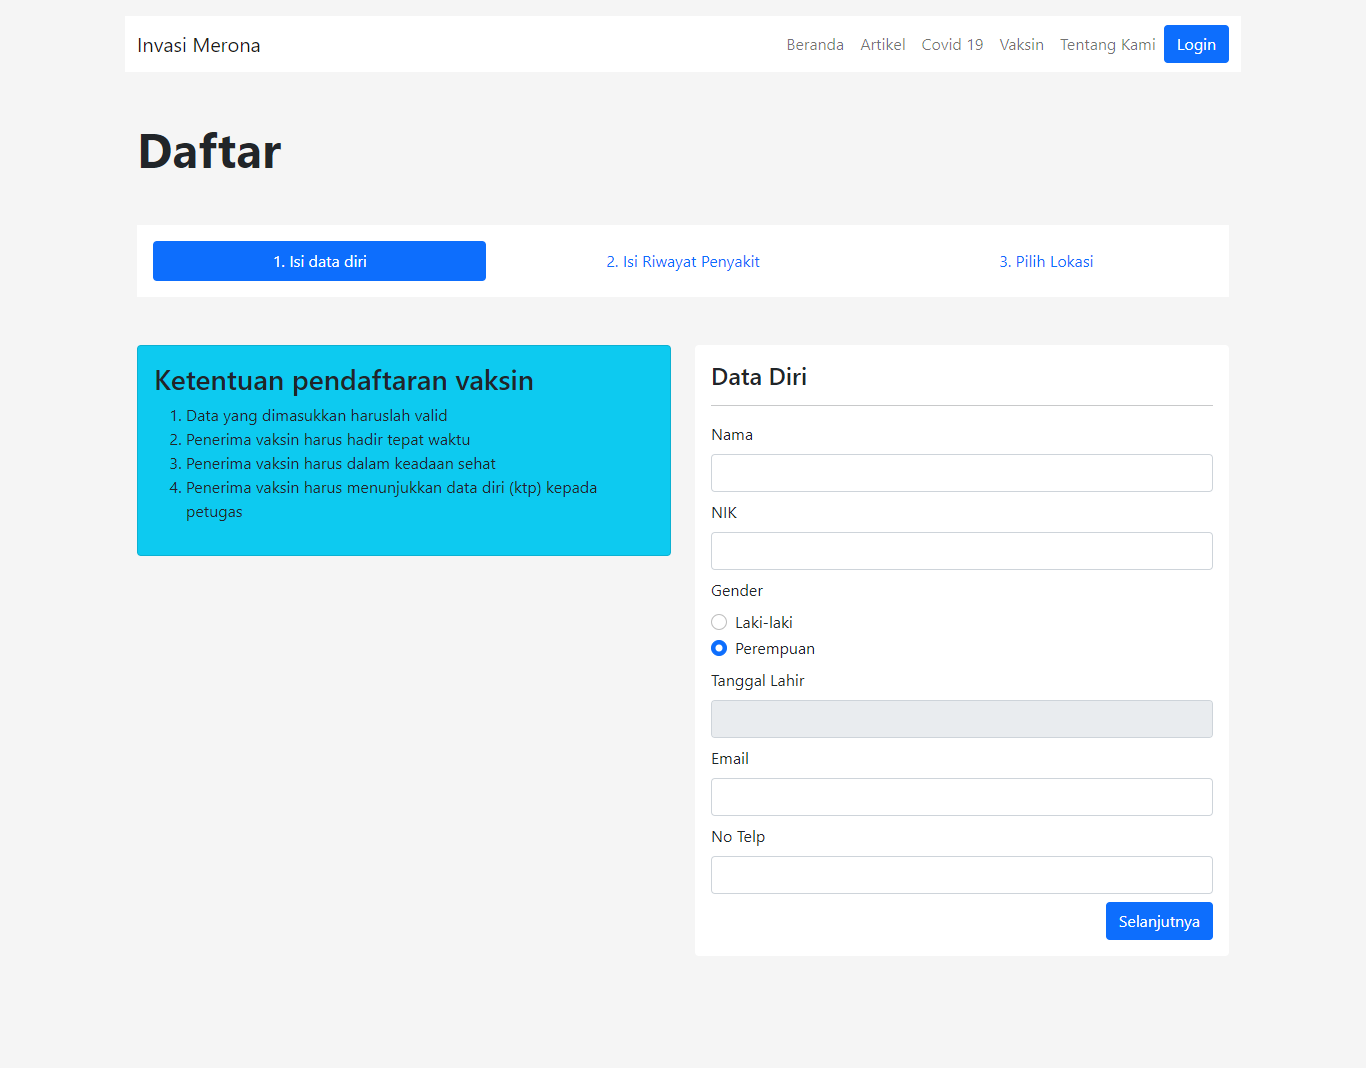 Invasi Merona
Beranda Artikel Covid 19 Vaksin Tentang Kami Login
Daftar
1. Isi data diri
2. Isi Riwayat Penyakit
3. Pilih Lokasi
Ketentuan pendaftaran vaksin
1. Data yang dimasukkan haruslah valid
2. Penerima vaksin harus hadir tepat waktu
3. Penerima vaksin harus dalam keadaan sehat
4. Penerima vaksin harus menunjukkan data diri (ktp) kepada
petugas
Data Diri
Nama
NIK
Gender
Laki-laki
Perempuan
Tanggal Lahir
Email
No Telp
Selanjutnya